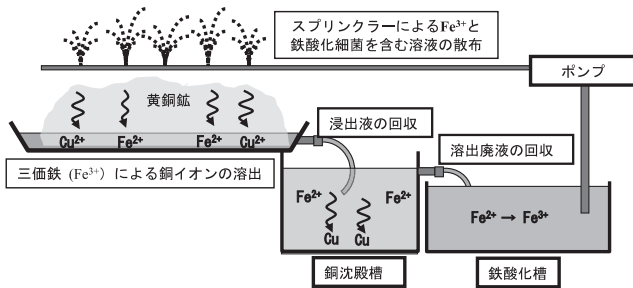 スプリンクラーによるFe³⁺と
鉄酸化細菌を含む溶液の散布
ポンプ
黄銅鉱
Cu²⁺ Fe²⁺ Fe²⁺ Cu²⁺
浸出液の回収
三価鉄 (Fe³⁺) による銅イオンの溶出
溶出廃液の回収
Fe²⁺ Fe²⁺
Fe²⁺ → Fe³⁺
Cu Cu
銅沈殿槽
鉄酸化槽